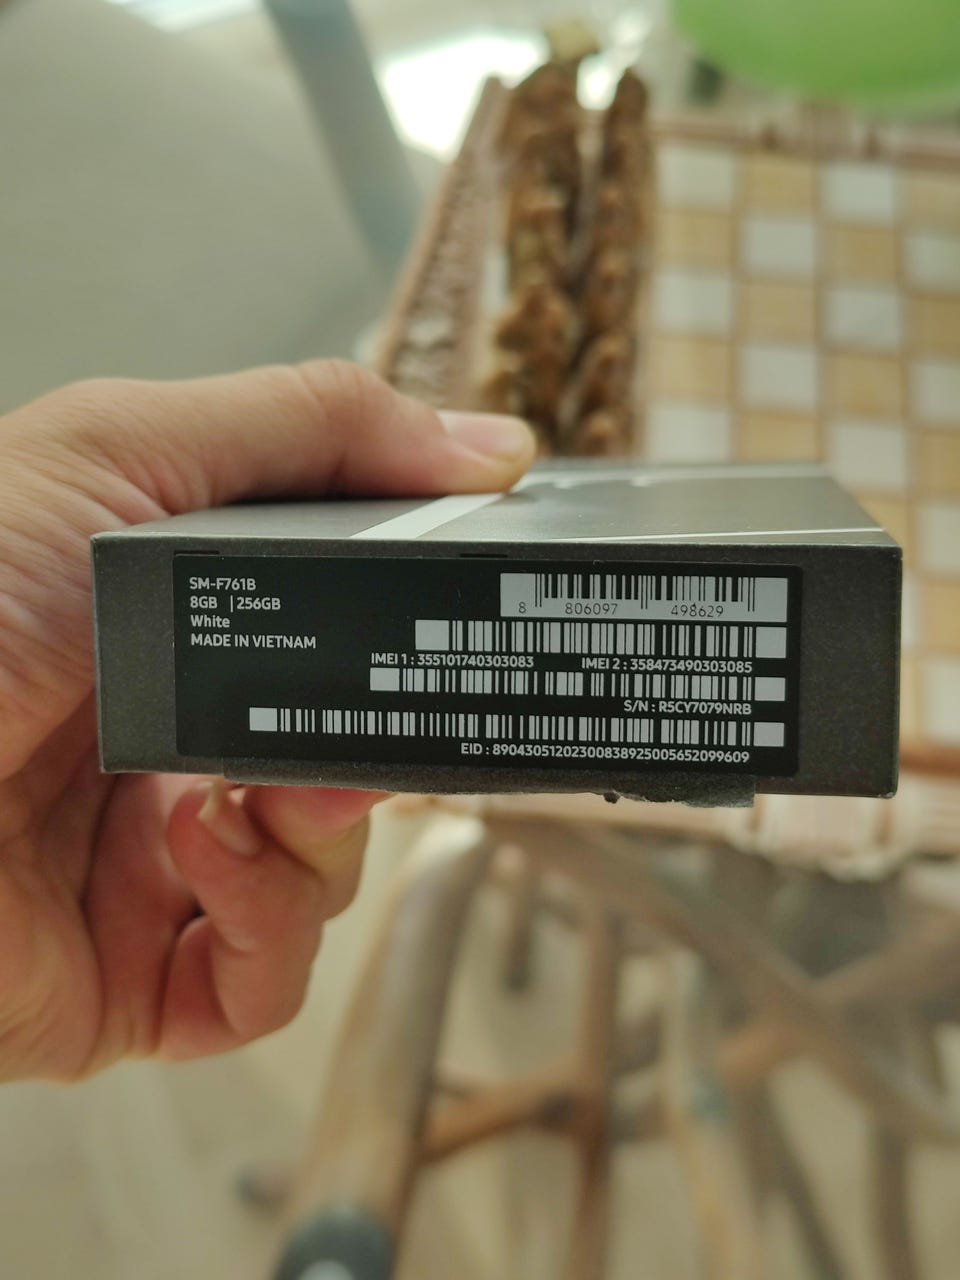 SM-F761B
8GB | 256GB
White
MADE IN VIETNAM
8 806097 498629
IMEI 1 : 355101740303083 IMEI 2 : 358473490303085
S/N : R5CY7079NRB
EID : 89043051202300838925005652099609